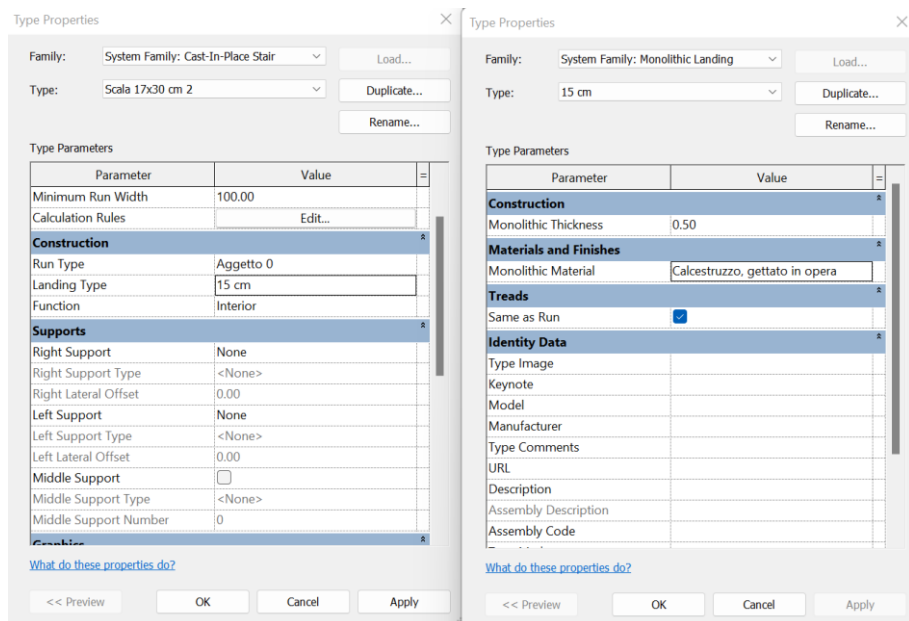 Type Properties
Family: System Family: Cast-In-Place Stair Load...
Type: Scala 17x30 cm 2 Duplicate...
Rename...
Type Parameters
Parameter Value =
Minimum Run Width 100.00
Calculation Rules Edit...
Construction
Run Type Aggetto 0
Landing Type 15 cm
Function Interior
Supports
Right Support None
Right Support Type <None>
Right Lateral Offset 0.00
Left Support None
Left Support Type <None>
Left Lateral Offset 0.00
Middle Support
Middle Support Type <None>
Middle Support Number 0
Graphics
What do these properties do?
<< Preview OK Cancel Apply
Type Properties
Family: System Family: Monolithic Landing Load...
Type: 15 cm Duplicate...
Rename...
Type Parameters
Parameter Value =
Construction
Monolithic Thickness 0.50
Materials and Finishes
Monolithic Material Calcestruzzo, gettato in opera
Treads
Same as Run
Identity Data
Type Image
Keynote
Model
Manufacturer
Type Comments
URL
Description
Assembly Description
Assembly Code
What do these properties do?
<< Preview OK Cancel Apply